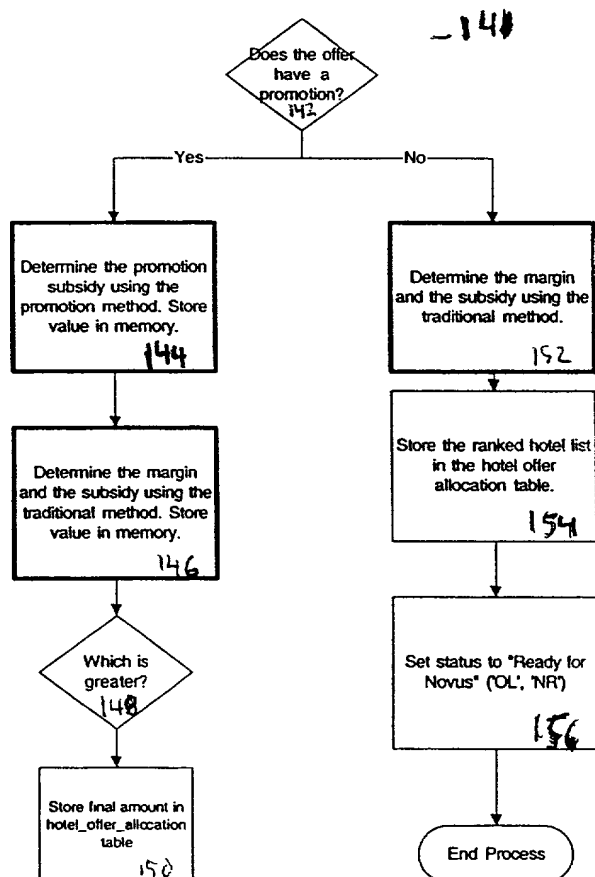 141
Does the offer
have a
promotion?
142
Yes
No
Determine the promotion
subsidy using the
promotion method. Store
value in memory.
144
Determine the margin
and the subsidy using the
traditional method.
152
Determine the margin
and the subsidy using the
traditional method. Store
value in memory.
146
Store the ranked hotel list
in the hotel offer
allocation table.
154
Which is
greater?
148
Set status to "Ready for
Novus" ('OL', 'NR')
156
Store final amount in
hotel_offer_allocation
table
150
End Process